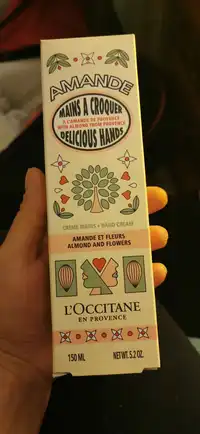 AMANDE
MAINS À CROQUER
À L'AMANDE DE PROVENCE
WITH ALMOND FROM PROVENCE
DELICIOUS HANDS
CRÈME MAINS • HAND CREAM
AMANDE ET FLEURS
ALMOND AND FLOWERS
L'OCCITANE
EN PROVENCE
150 ML NET WT. 5.2 OZ.